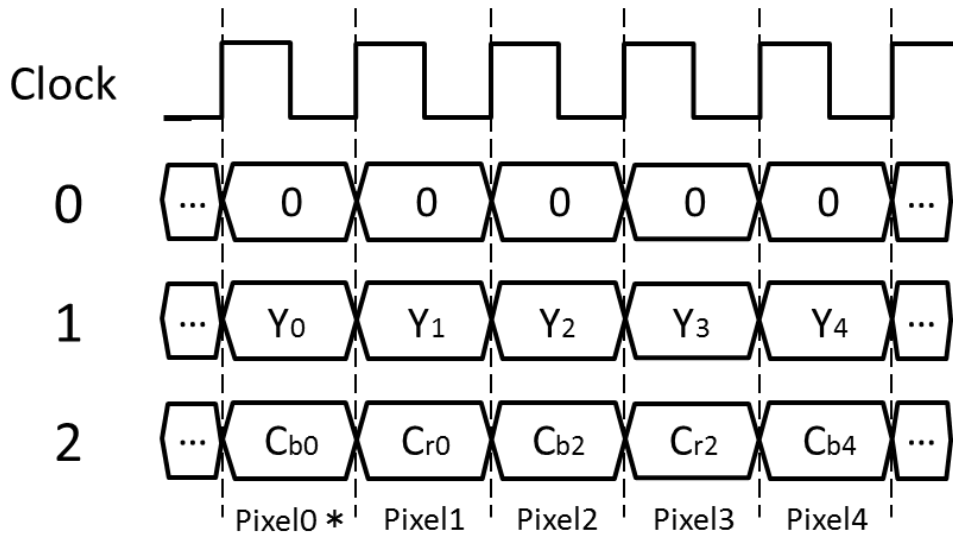 Clock
0 ... 0 0 0 0 0 ...
1 ... Y0 Y1 Y2 Y3 Y4 ...
2 ... Cb0 Cr0 Cb2 Cr2 Cb4 ...
Pixel0 * Pixel1 Pixel2 Pixel3 Pixel4